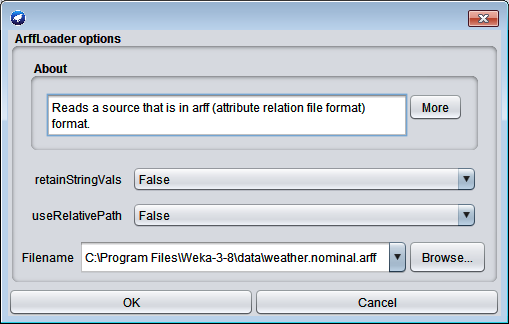 ArffLoader options
About
Reads a source that is in arff (attribute relation file format)
format.
More
retainStringVals False
useRelativePath False
Filename C:\Program Files\Weka-3-8\data\weather.nominal.arff Browse...
OK Cancel